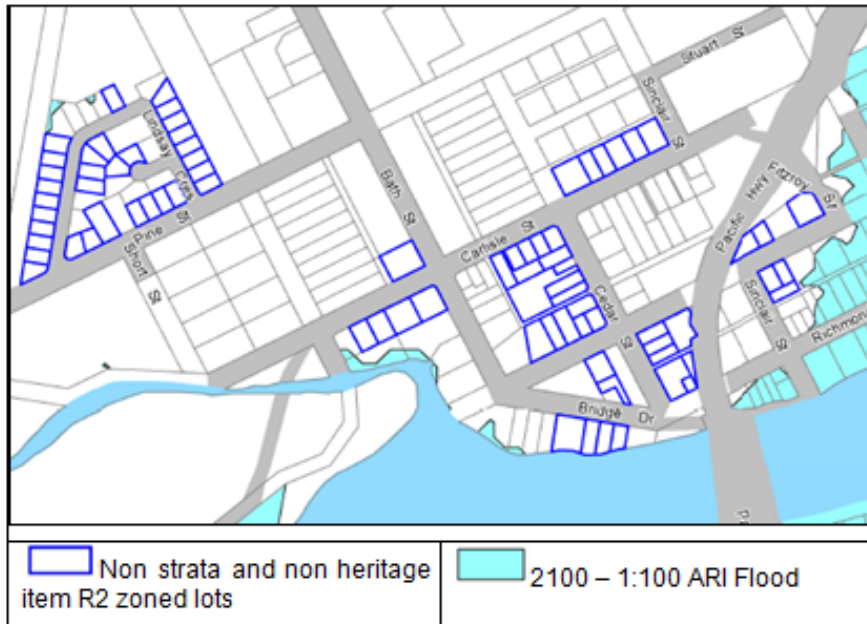 Stuart St
Sinclair
St
Lindsay
Cres
Bath St
Pacific Hwy
Fitzroy St
Pine St
Short St
Carlisle St
Cedar
St
Sinclair
St
Richmon
Bridge Dr
Pa
Non strata and non heritage
item R2 zoned lots
2100 – 1:100 ARI Flood